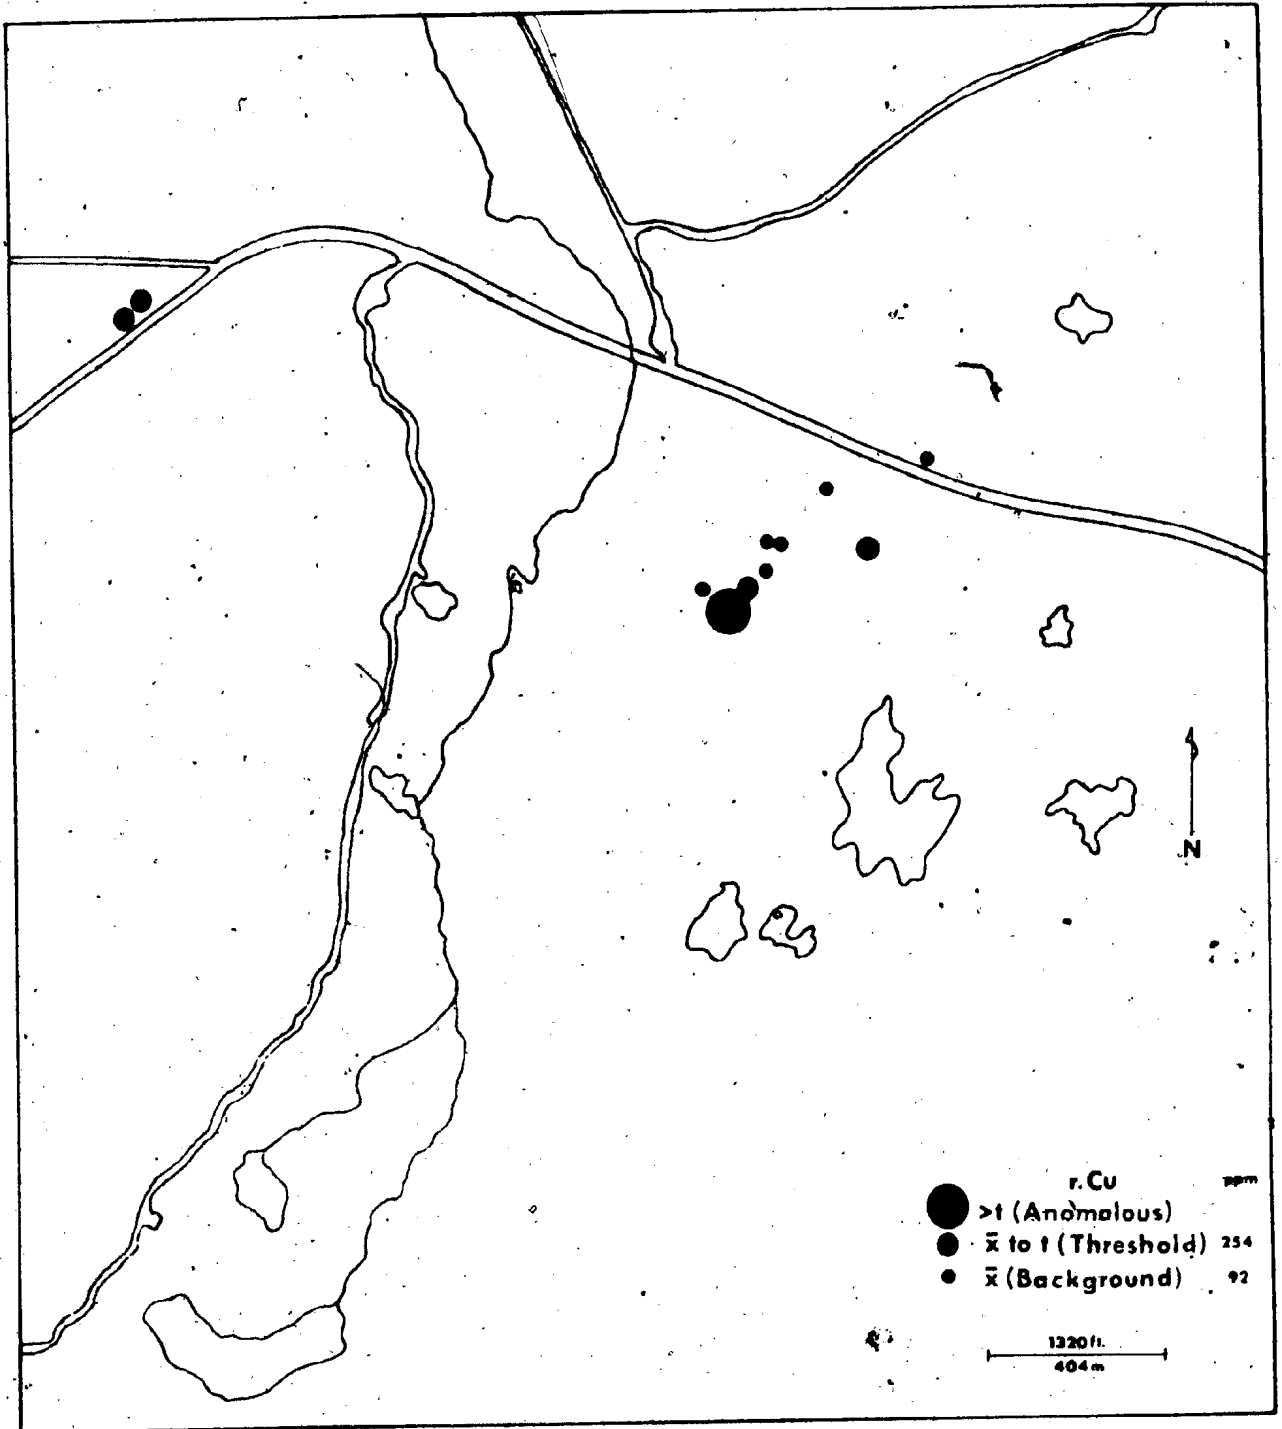 N
r.Cu ppm
>t (Anomalous)
x̄ to t (Threshold) 254
x̄ (Background) 92
1320 ft.
404 m